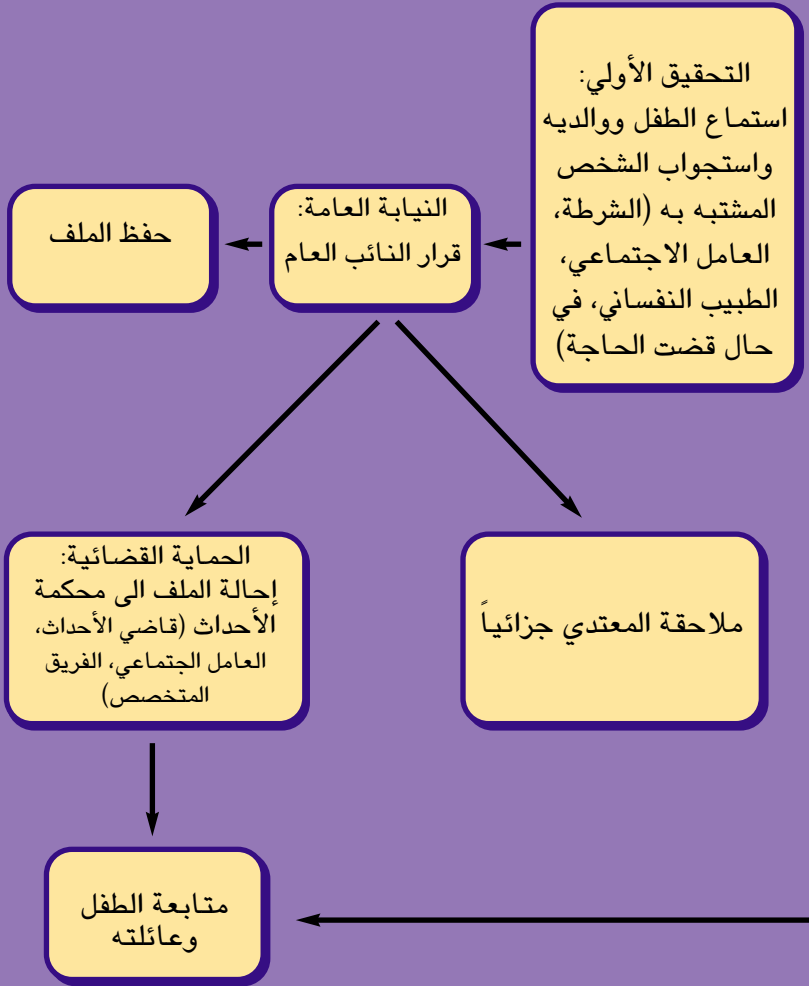 التحقيق الأولي:
استماع الطفل ووالديه
واستجواب الشخص
المشتبه به (الشرطة،
العامل الاجتماعي،
الطبيب النفساني، في
حال قضت الحاجة)
النيابة العامة:
قرار النائب العام
حفظ الملف
ملاحقة المعتدي جزائياً
الحماية القضائية:
إحالة الملف الى محكمة
الأحداث (قاضي الأحداث،
العامل الجتماعي، الفريق
المتخصص)
متابعة الطفل
وعائلته